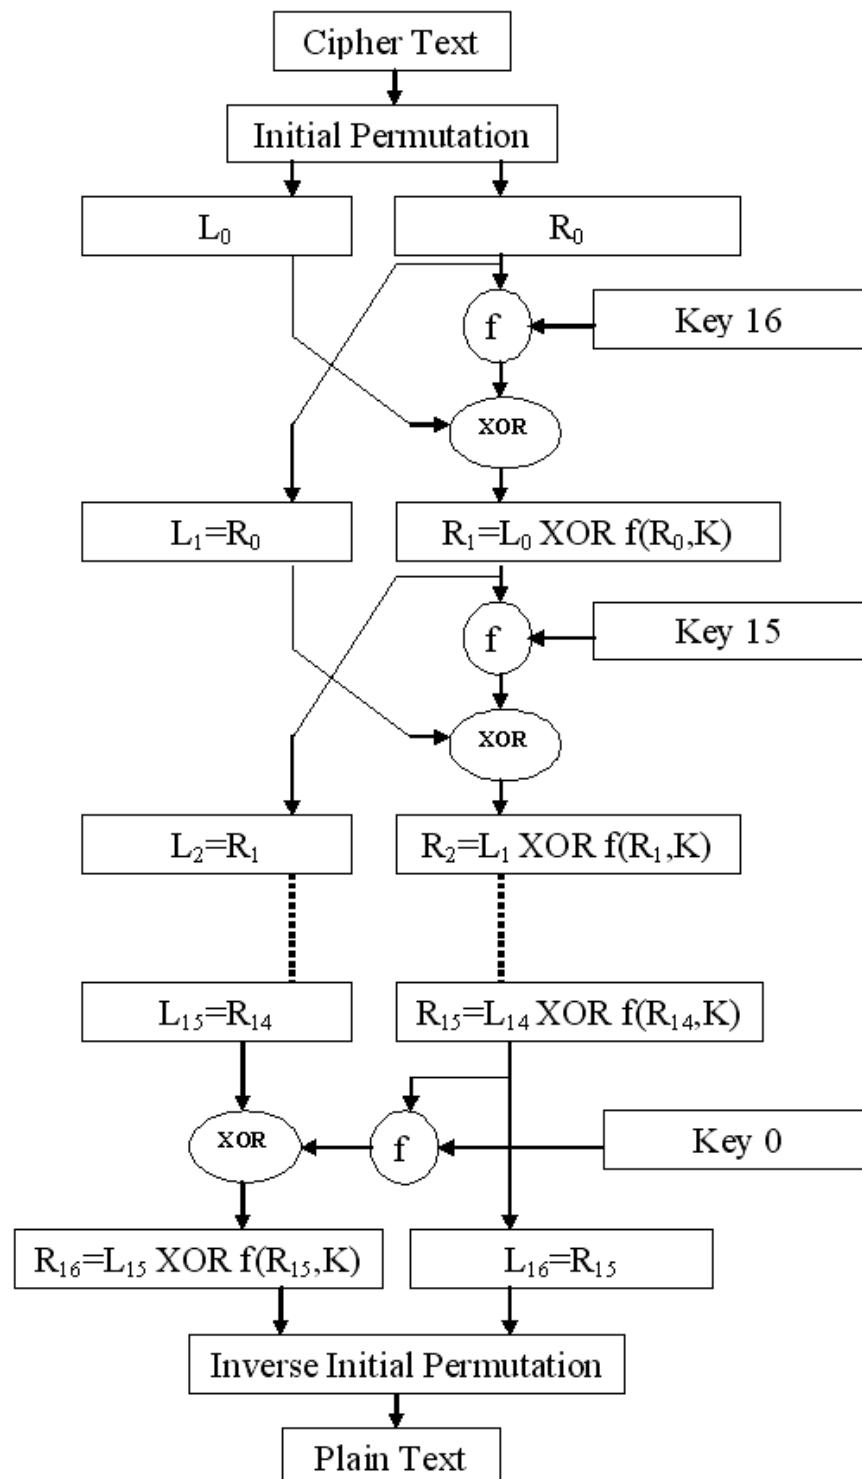 Cipher Text
Initial Permutation
L₀
R₀
f
Key 16
XOR
L₁=R₀
R₁=L₀ XOR f(R₀,K)
f
Key 15
XOR
L₂=R₁
R₂=L₁ XOR f(R₁,K)
L₁₅=R₁₄
R₁₅=L₁₄ XOR f(R₁₄,K)
XOR
f
Key 0
R₁₆=L₁₅ XOR f(R₁₅,K)
L₁₆=R₁₅
Inverse Initial Permutation
Plain Text